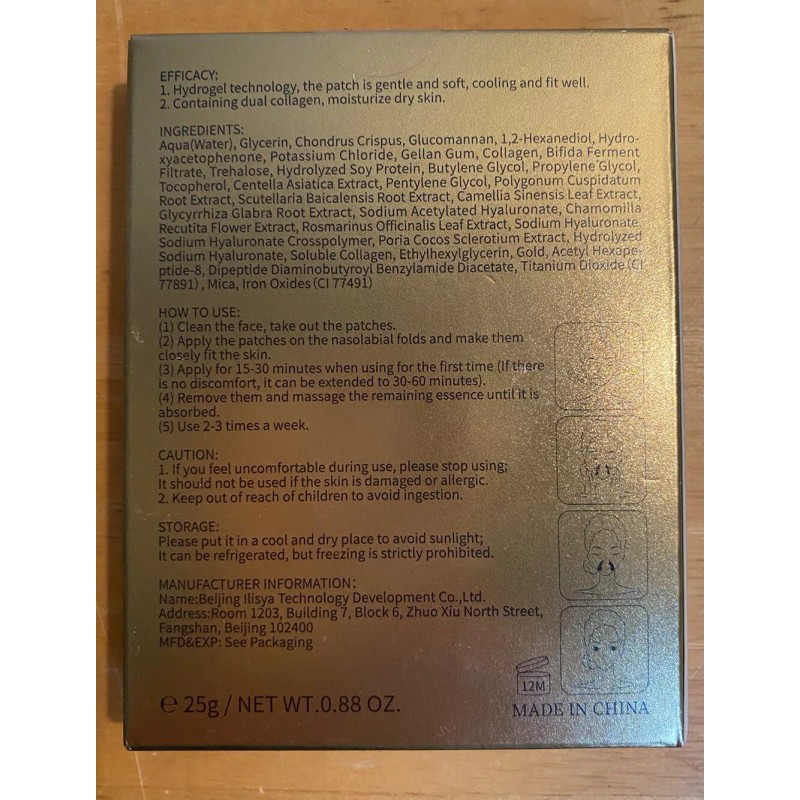 EFFICACY:
1. Hydrogel technology, the patch is gentle and soft, cooling and fit well.
2. Containing dual collagen, moisturize dry skin.
INGREDIENTS:
Aqua(Water), Glycerin, Chondrus Crispus, Glucomannan, 1,2-Hexanediol, Hydro-
xyacetophenone, Potassium Chloride, Gellan Gum, Collagen, Bifida Ferment
Filtrate, Trehalose, Hydrolyzed Soy Protein, Butylene Glycol, Propylene Glycol,
Tocopherol, Centella Asiatica Extract, Pentylene Glycol, Polygonum Cuspidatum
Root Extract, Scutellaria Baicalensis Root Extract, Camellia Sinensis Leaf Extract,
Glycyrrhiza Glabra Root Extract, Sodium Acetylated Hyaluronate, Chamomilla
Recutita Flower Extract, Rosmarinus Officinalis Leaf Extract, Sodium Hyaluronate,
Sodium Hyaluronate Crosspolymer, Poria Cocos Sclerotium Extract, Hydrolyzed
Sodium Hyaluronate, Soluble Collagen, Ethylhexylglycerin, Gold, Acetyl Hexape-
ptide-8, Dipeptide Diaminobutyroyl Benzylamide Diacetate, Titanium Dioxide (CI
77891) , Mica, Iron Oxides (CI 77491)
HOW TO USE:
(1) Clean the face, take out the patches.
(2) Apply the patches on the nasolabial folds and make them
closely fit the skin.
(3) Apply for 15-30 minutes when using for the first time (If there
is no discomfort, it can be extended to 30-60 minutes).
(4) Remove them and massage the remaining essence until it is
absorbed.
(5) Use 2-3 times a week.
CAUTION:
1. If you feel uncomfortable during use, please stop using;
It should not be used if the skin is damaged or allergic.
2. Keep out of reach of children to avoid ingestion.
STORAGE:
Please put it in a cool and dry place to avoid sunlight;
It can be refrigerated, but freezing is strictly prohibited.
MANUFACTURER INFORMATION:
Name:Beijing Ilisya Technology Development Co.,Ltd.
Address:Room 1203, Building 7, Block 6, Zhuo Xiu North Street,
Fangshan, Beijing 102400
MFD&EXP: See Packaging
12M
℮ 25g / NET WT.0.88 OZ.
MADE IN CHINA